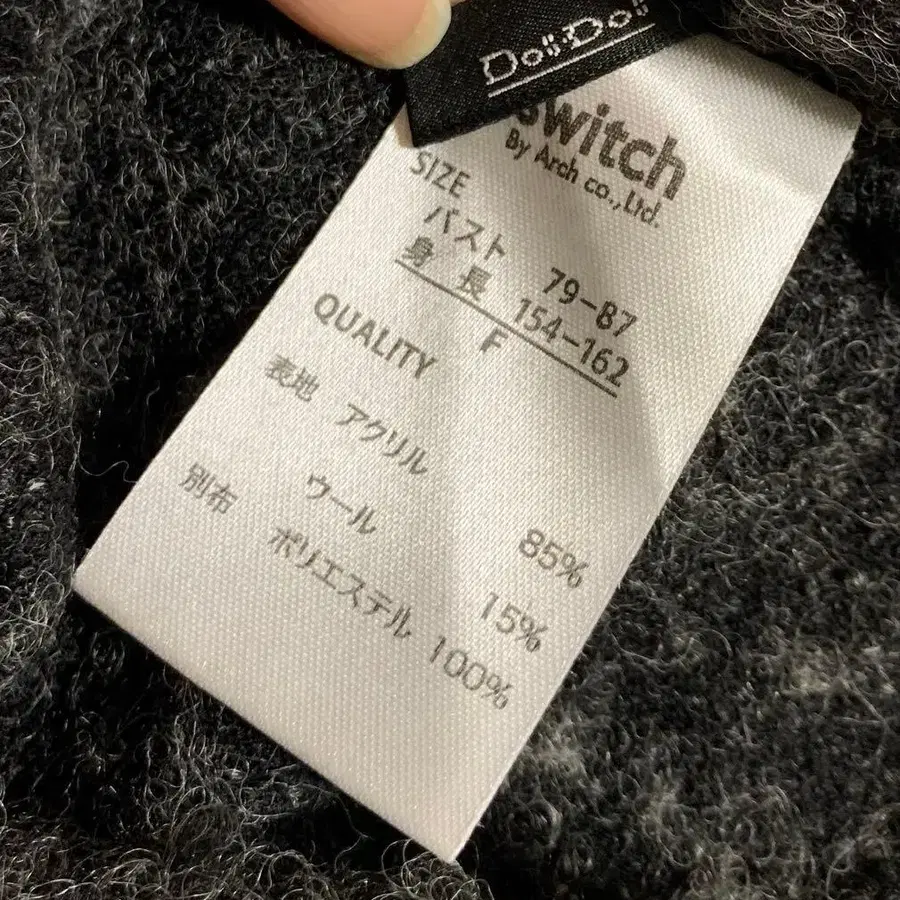 Doll·Doll
switch
By Arch co.,Ltd.
SIZE
バスト 79-87
身長 154-162
F
QUALITY
表地 アクリル 85%
ウール 15%
別布 ポリエステル 100%